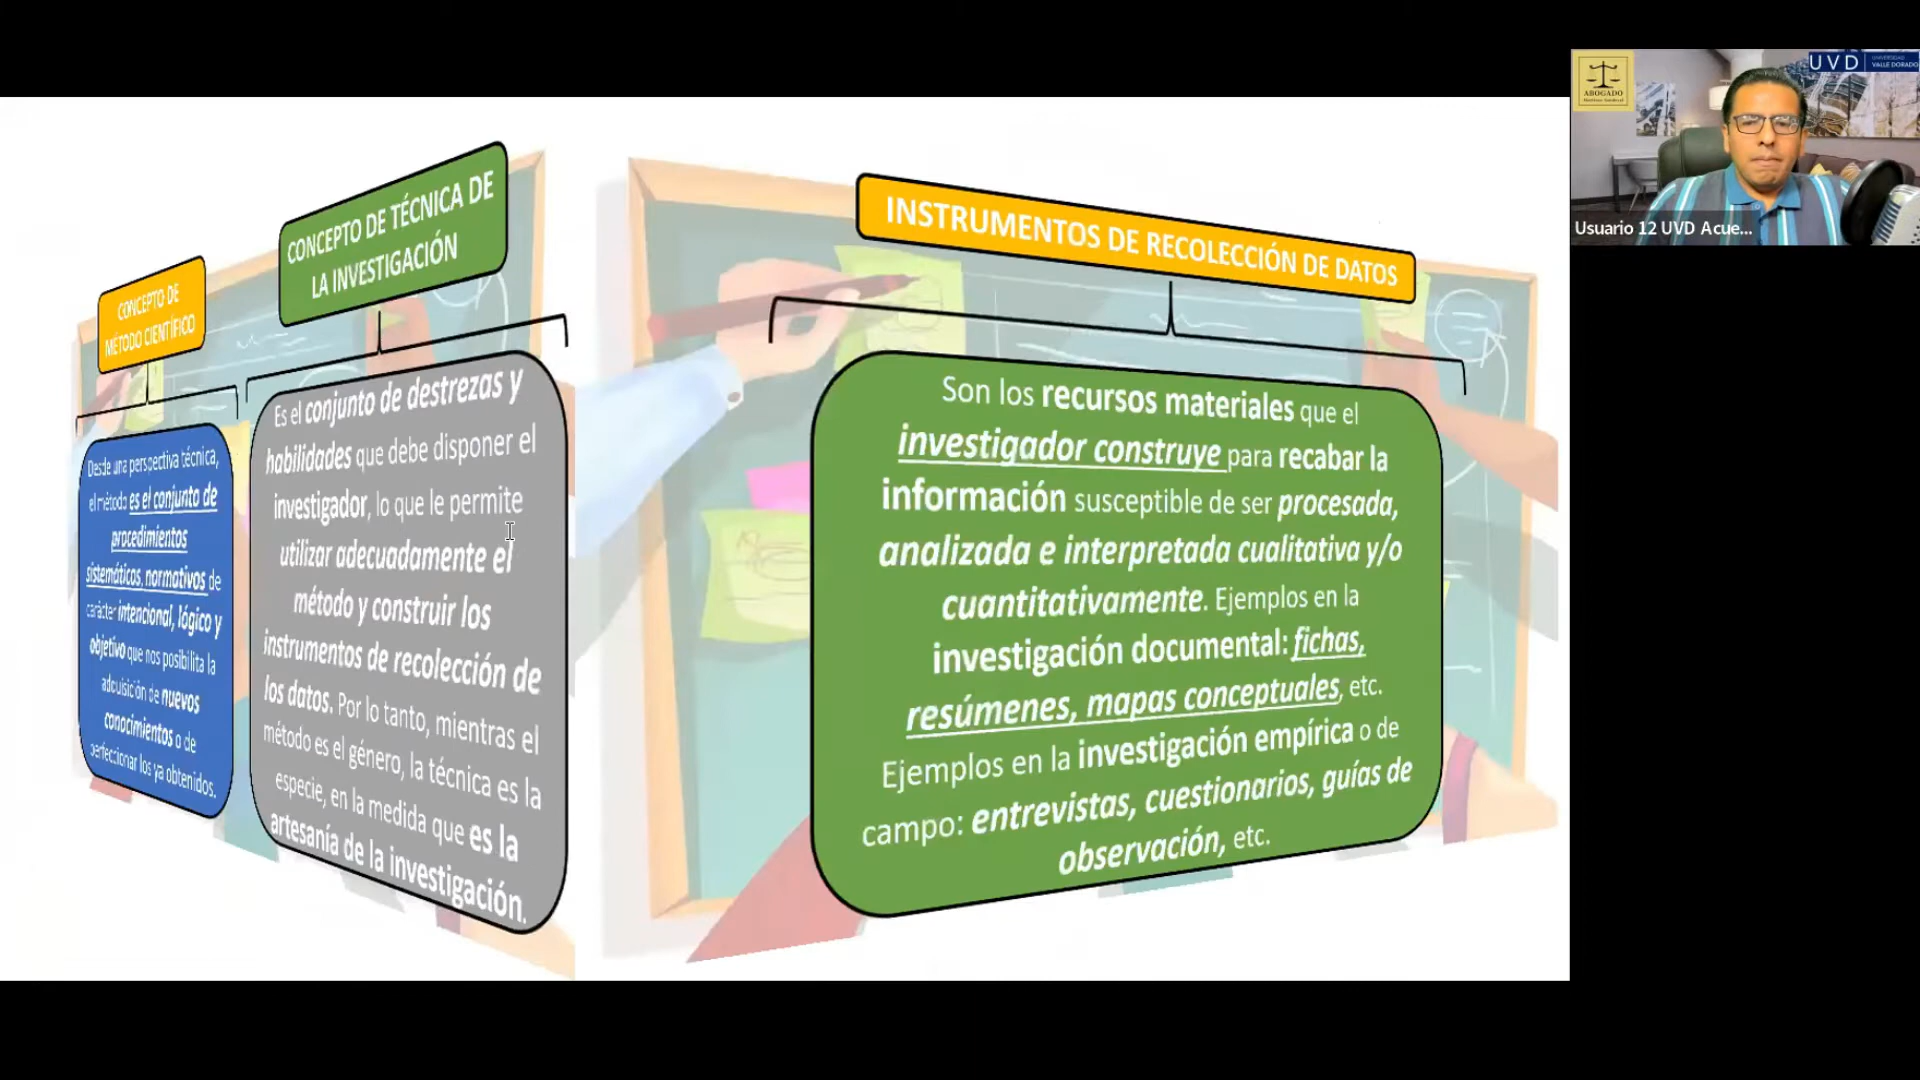 CONCEPTO DE
MÉTODO CIENTÍFICO
Desde una perspectiva técnica,
el método es el conjunto de
procedimientos
sistemáticos, normativos de
carácter intencional, lógico y
objetivo que nos posibilita la
adquisición de nuevos
conocimientos o de
perfeccionar los ya obtenidos.
CONCEPTO DE TÉCNICA DE
LA INVESTIGACIÓN
Es el conjunto de destrezas y
habilidades que debe disponer el
investigador, lo que le permite
utilizar adecuadamente el
método y construir los
instrumentos de recolección de
los datos. Por lo tanto, mientras el
método es el género, la técnica es la
especie, en la medida que es la
artesanía de la investigación.
INSTRUMENTOS DE RECOLECCIÓN DE DATOS
Son los recursos materiales que el
investigador construye para recabar la
información susceptible de ser procesada,
analizada e interpretada cualitativa y/o
cuantitativamente. Ejemplos en la
investigación documental: fichas,
resúmenes, mapas conceptuales, etc.
Ejemplos en la investigación empírica o de
campo: entrevistas, cuestionarios, guías de
observación, etc.
ABOGADO
UVD
UNIVERSIDAD
VALLE DORADO
Usuario 12 UVD Acue...